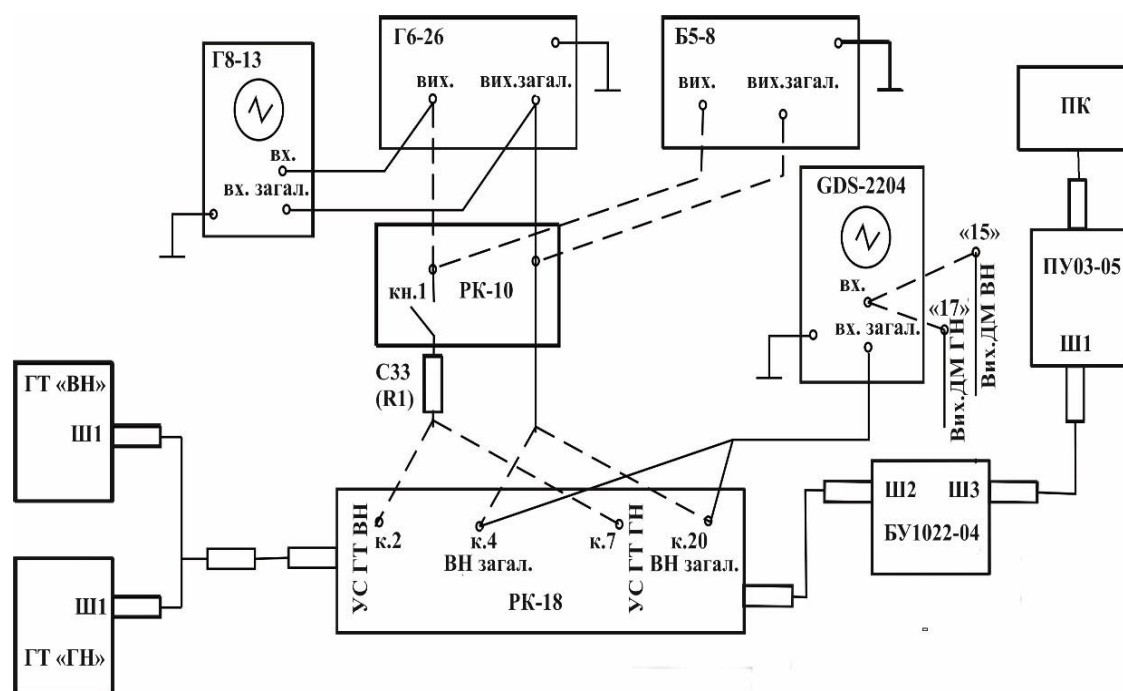 Г8-13
вх.
вх. загал.
Г6-26
вих.
вих.загал.
Б5-8
вих.
вих.загал.
ПК
GDS-2204
вх.
вх. загал.
«15»
«17»
Вих.ДМ ГН
Вих.ДМ ВН
ПУ03-05
Ш1
кн.1
РК-10
С33
(R1)
ГТ «ВН»
Ш1
Ш1
ГТ «ГН»
УС ГТ ВН
к.2
к.4
ВН загал.
к.7
УС ГТ ГН
к.20
ВН загал.
РК-18
Ш2
Ш3
БУ1022-04